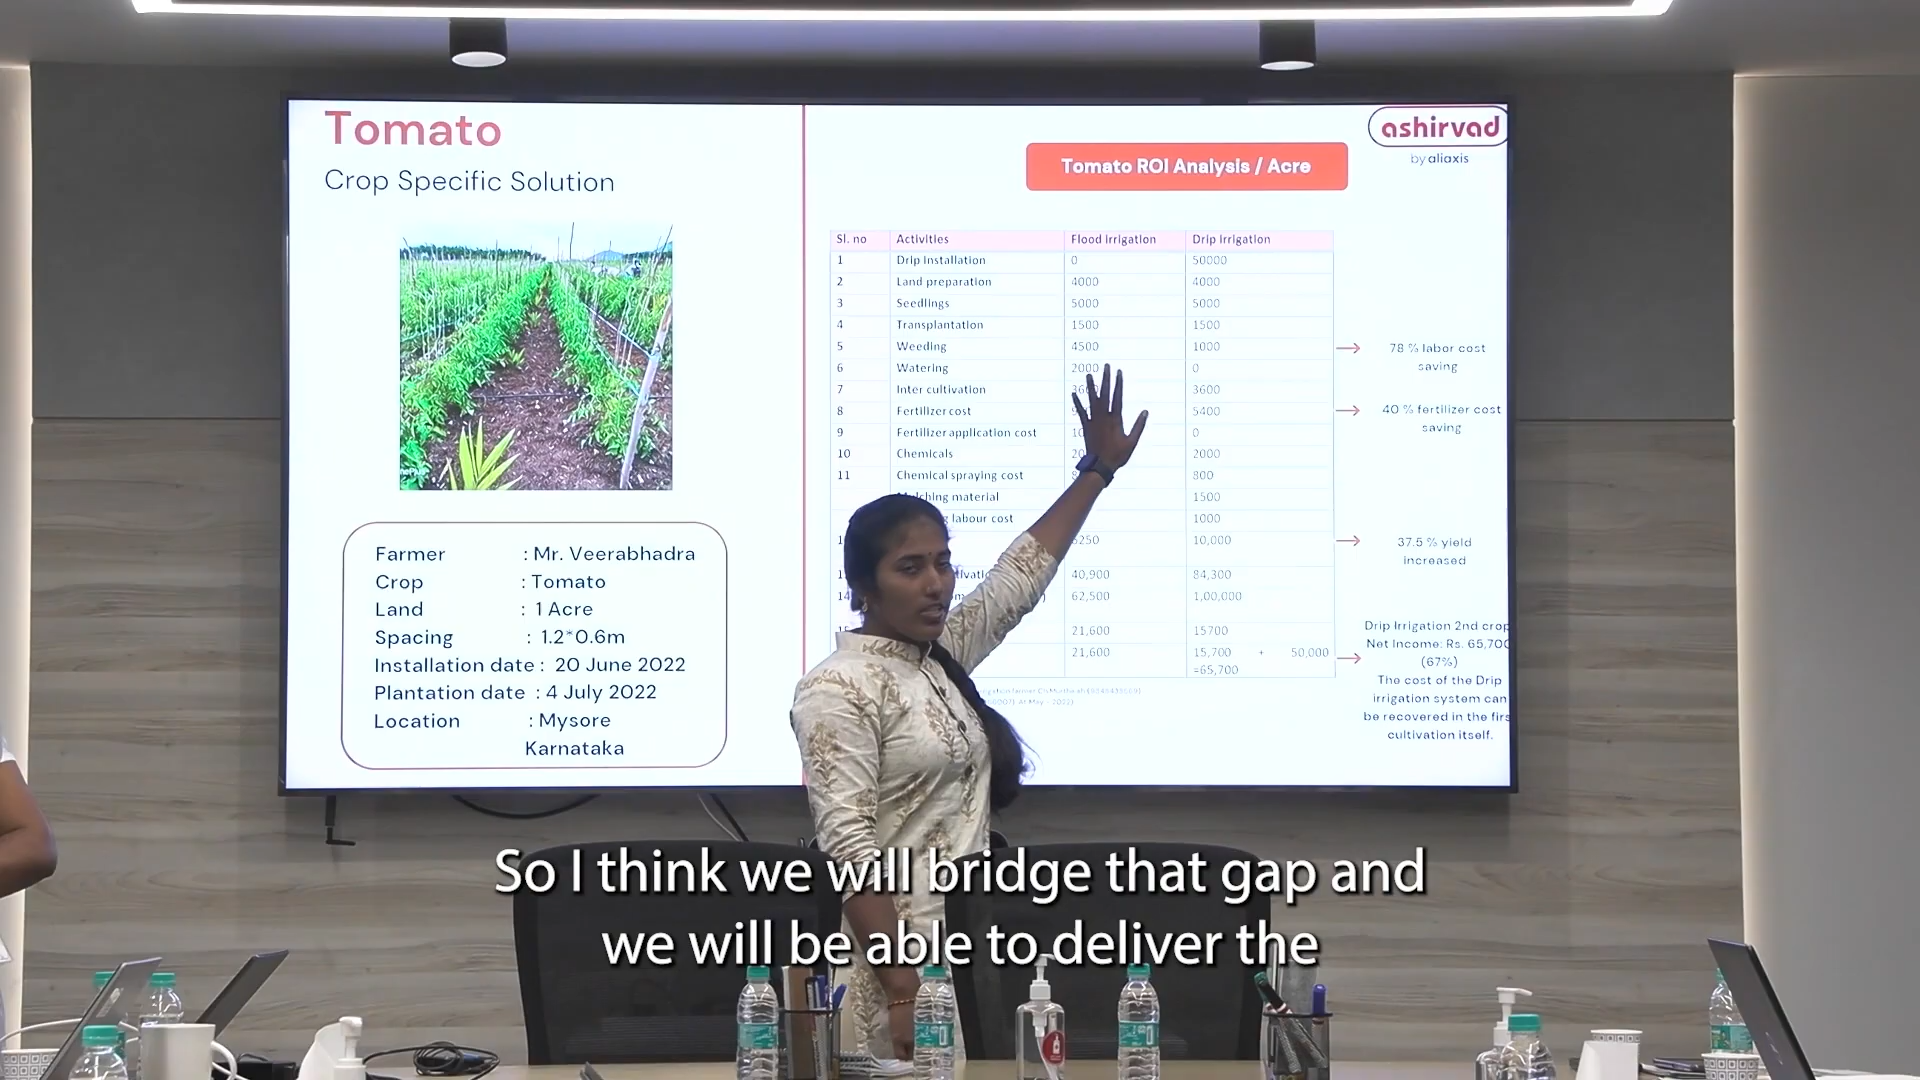 Tomato
Crop Specific Solution
Farmer : Mr. Veerabhadra
Crop : Tomato
Land : 1 Acre
Spacing : 1.2*0.6m
Installation date : 20 June 2022
Plantation date : 4 July 2022
Location : Mysore
Karnataka
ashirvad
by aliaxis
Tomato ROI Analysis / Acre
Sl. no Activities Flood irrigation Drip irrigation
1 Drip Installation 0 50000
2 Land preparation 4000 4000
3 Seedlings 5000 5000
4 Transplantation 1500 1500
5 Weeding 4500 1000
6 Watering 2000 0
7 Inter cultivation 3600
8 Fertilizer cost 5400
9 Fertilizer application cost 0
10 Chemicals 2000
11 Chemical spraying cost 800
material 1500
labour cost 1000
10,000
40,900 84,300
14 62,500 1,00,000
21,600 15700
21,600 15,700 + 50,000
=65,700
78 % labor cost
saving
40 % fertilizer cost
saving
37.5 % yield
increased
Drip Irrigation 2nd crop
Net Income: Rs. 65,700
(67%)
The cost of the Drip
irrigation system can
be recovered in the
cultivation itself.
So I think we will bridge that gap and
we will be able to deliver the